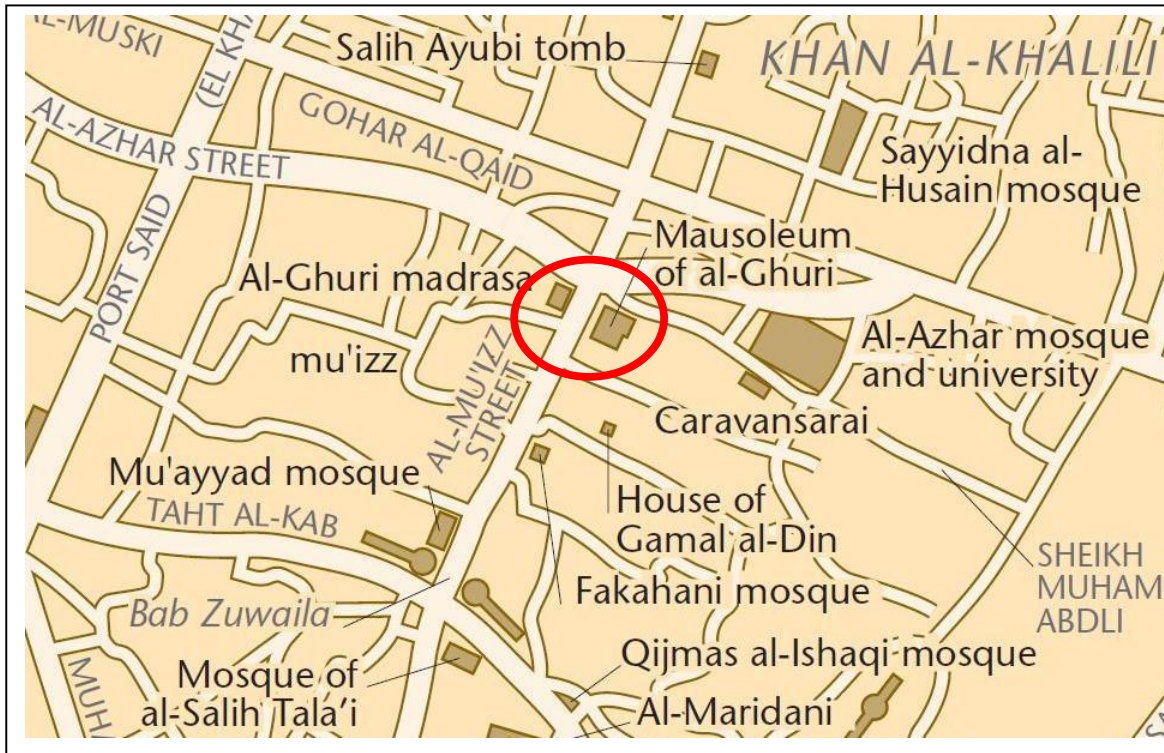 AL-MUSKI
(EL KHA
Salih Ayubi tomb
KHAN AL-KHALILI
GOHAR AL-QAID
AL-AZHAR STREET
Sayyidna al-
Husain mosque
PORT SAID
Mausoleum
of al-Ghuri
Al-Ghuri madrasa
Al-Azhar mosque
and university
mu'izz
AL-MU'IZZ
STREET
Caravansarai
Mu'ayyad mosque
TAHT AL-KAB
House of
Gamal al-Din
SHEIKH
MUHAM
ABDLI
Fakahani mosque
Bab Zuwaila
Qijmas al-Ishaqi mosque
Mosque of
al-Salih Tala’i
MUHA
Al-Maridani
SA